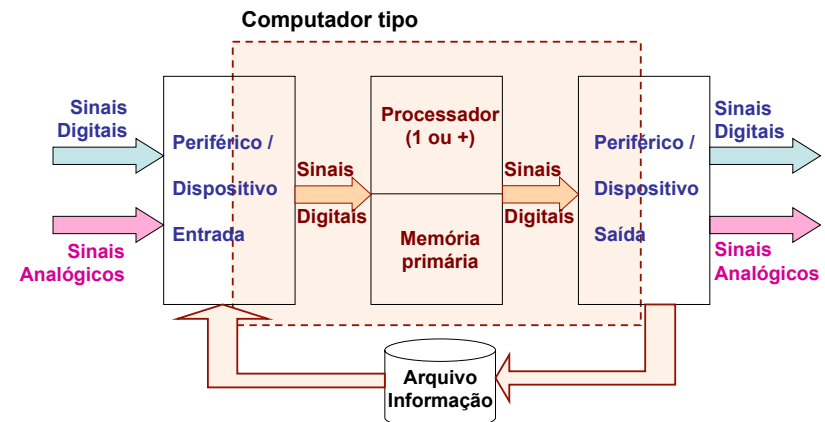 Computador tipo
Sinais
Digitais
Sinais
Analógicos
Periférico /
Dispositivo
Entrada
Sinais
Digitais
Processador
(1 ou +)
Memória
primária
Sinais
Digitais
Periférico /
Dispositivo
Saída
Sinais
Digitais
Sinais
Analógicos
Arquivo
Informação